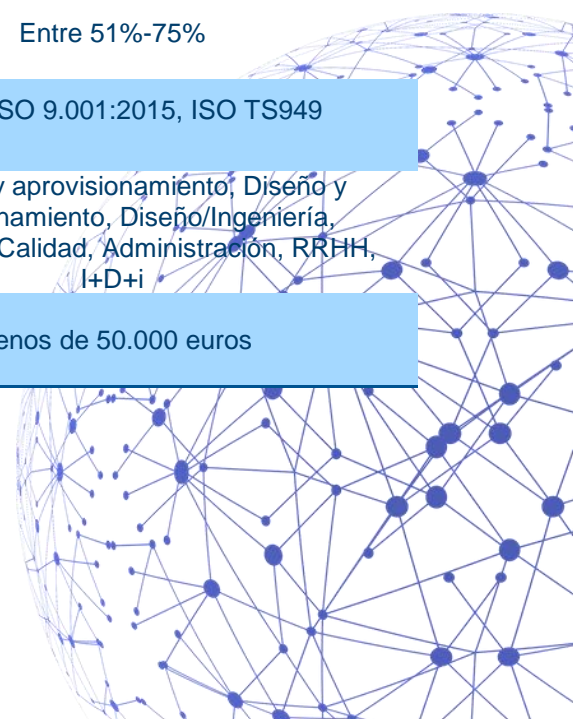 Entre 51%-75%
SO 9.001:2015, ISO TS949
y aprovisionamiento, Diseño y
namiento, Diseño/Ingeniería,
Calidad, Administración, RRHH,
I+D+i
enos de 50.000 euros